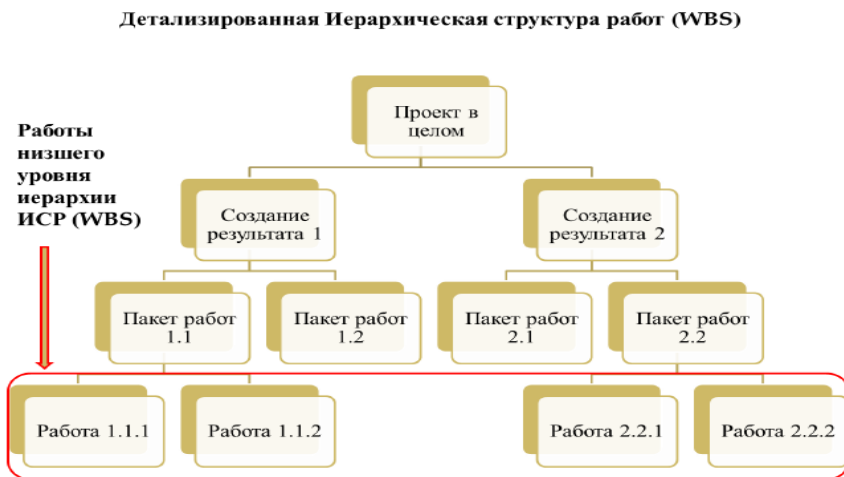 Детализированная Иерархическая структура работ (WBS)
Проект в
целом
Работы
низшего
уровня
иерархии
ИСР (WBS)
Создание
результата 1
Создание
результата 2
Пакет работ
1.1
Пакет работ
1.2
Пакет работ
2.1
Пакет работ
2.2
Работа 1.1.1
Работа 1.1.2
Работа 2.2.1
Работа 2.2.2